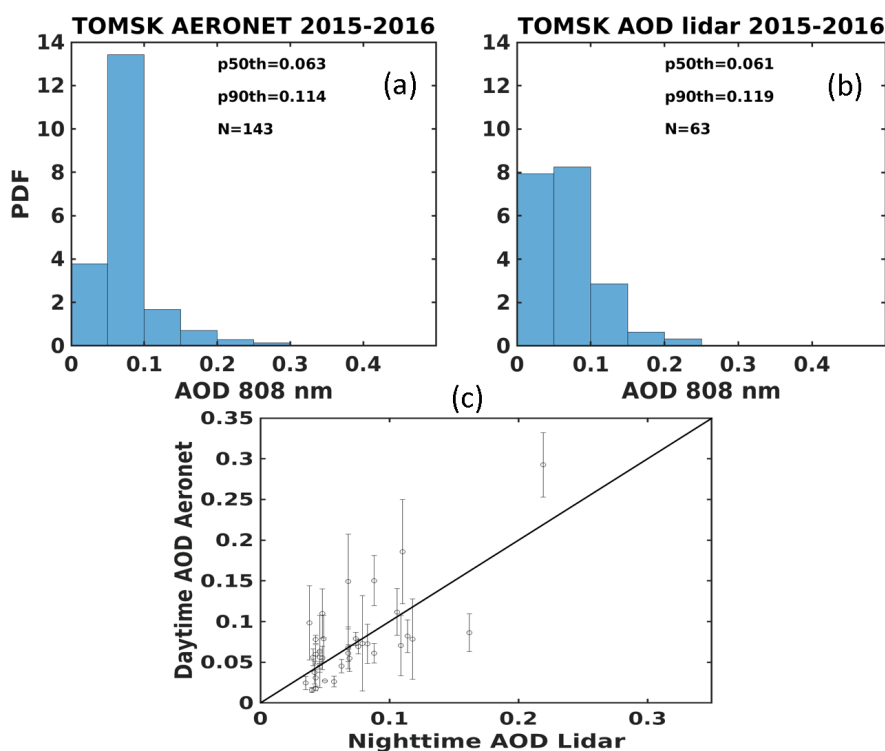 TOMSK AERONET 2015-2016
14
12
10
8
6
4
2
0
PDF
p50th=0.063
p90th=0.114
N=143
(a)
0 0.1 0.2 0.3 0.4
AOD 808 nm
TOMSK AOD lidar 2015-2016
14
12
10
8
6
4
2
0
p50th=0.061
p90th=0.119
N=63
(b)
0 0.1 0.2 0.3 0.4
AOD 808 nm
(c)
0.35
0.3
0.25
0.2
0.15
0.1
0.05
0
Daytime AOD Aeronet
0 0.1 0.2 0.3
Nighttime AOD Lidar